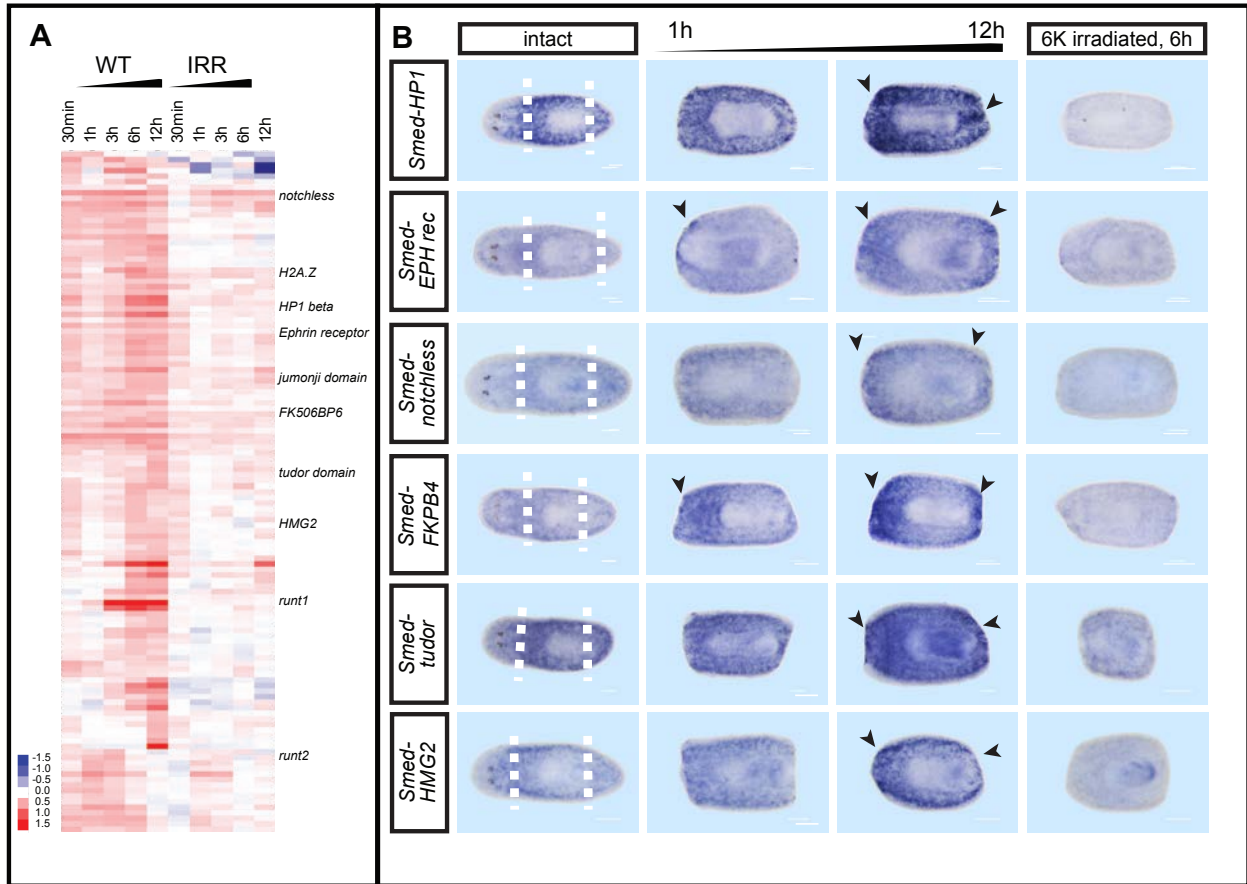 A
WT IRR
30min 1h 3h 6h 12h 30min 1h 3h 6h 12h
notchless
H2A.Z
HP1 beta
Ephrin receptor
jumonji domain
FK506BP6
tudor domain
HMG2
runt1
runt2
-1.5
-1.0
-0.5
0.0
0.5
1.0
1.5
B
intact 1h 12h 6K irradiated, 6h
Smed-HP1
Smed-
EPH rec
Smed-
notchless
Smed-
FKPB4
Smed-
tudor
Smed-
HMG2